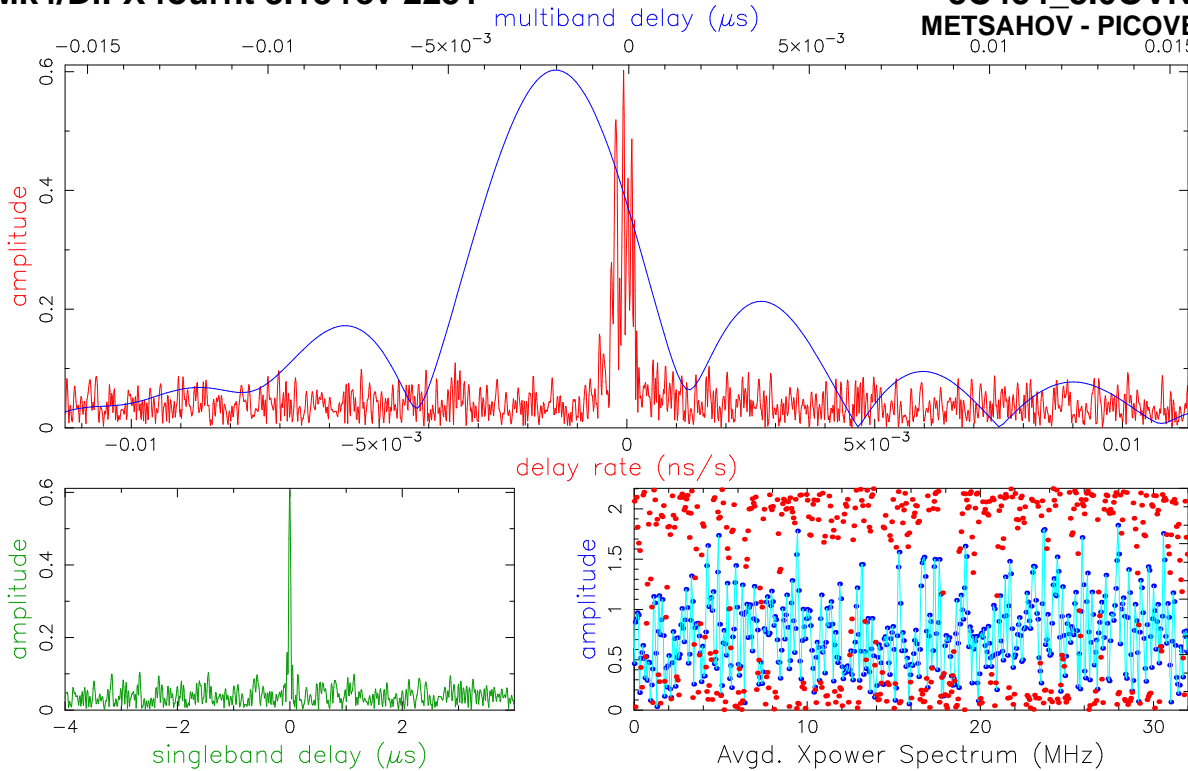 multiband delay (μs)
METSAHOV - PICOVE
−0.015 −0.01 −5×10⁻³ 0 5×10⁻³ 0.01 0.015
amplitude
0.6
0.4
0.2
0
−0.01 −5×10⁻³ 0 5×10⁻³ 0.01
delay rate (ns/s)
amplitude
0.6
0.4
0.2
0
−4 −2 0 2
singleband delay (μs)
amplitude
2
1.5
1
0.5
0
0 10 20 30
Avgd. Xpower Spectrum (MHz)